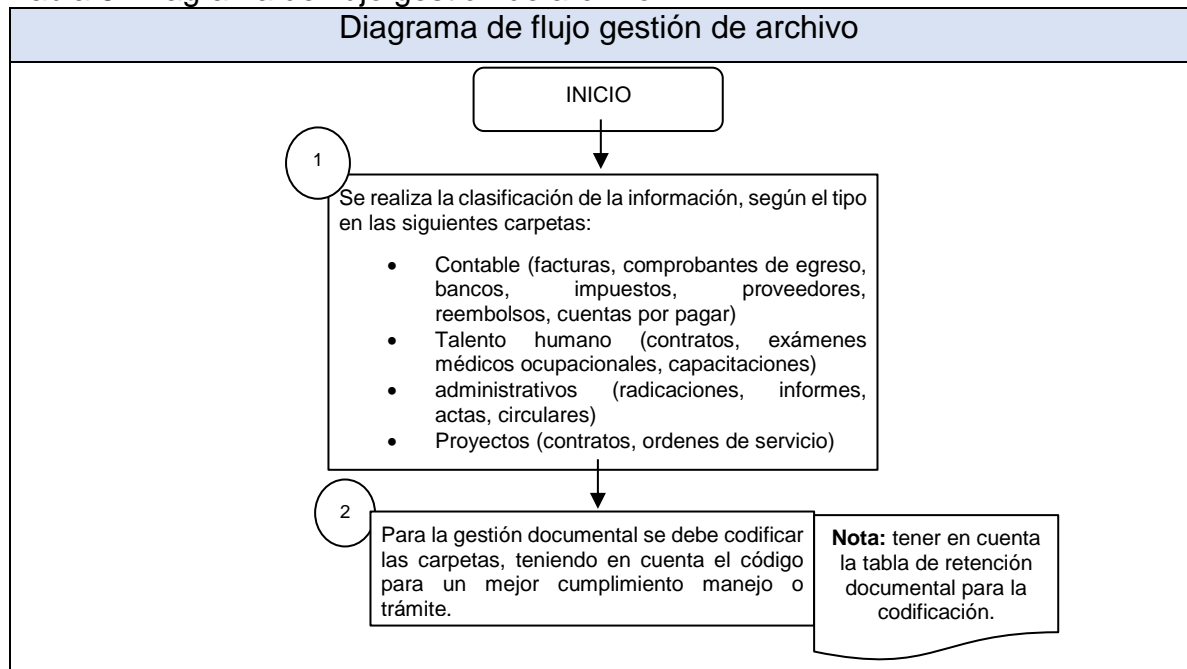 Diagrama de flujo gestión de archivo
INICIO
1
Se realiza la clasificación de la información, según el tipo
en las siguientes carpetas:
• Contable (facturas, comprobantes de egreso,
bancos, impuestos, proveedores,
reembolsos, cuentas por pagar)
• Talento humano (contratos, exámenes
médicos ocupacionales, capacitaciones)
• administrativos (radicaciones, informes,
actas, circulares)
• Proyectos (contratos, ordenes de servicio)
2
Para la gestión documental se debe codificar
las carpetas, teniendo en cuenta el código
para un mejor cumplimiento manejo o
trámite.
Nota: tener en cuenta
la tabla de retención
documental para la
codificación.